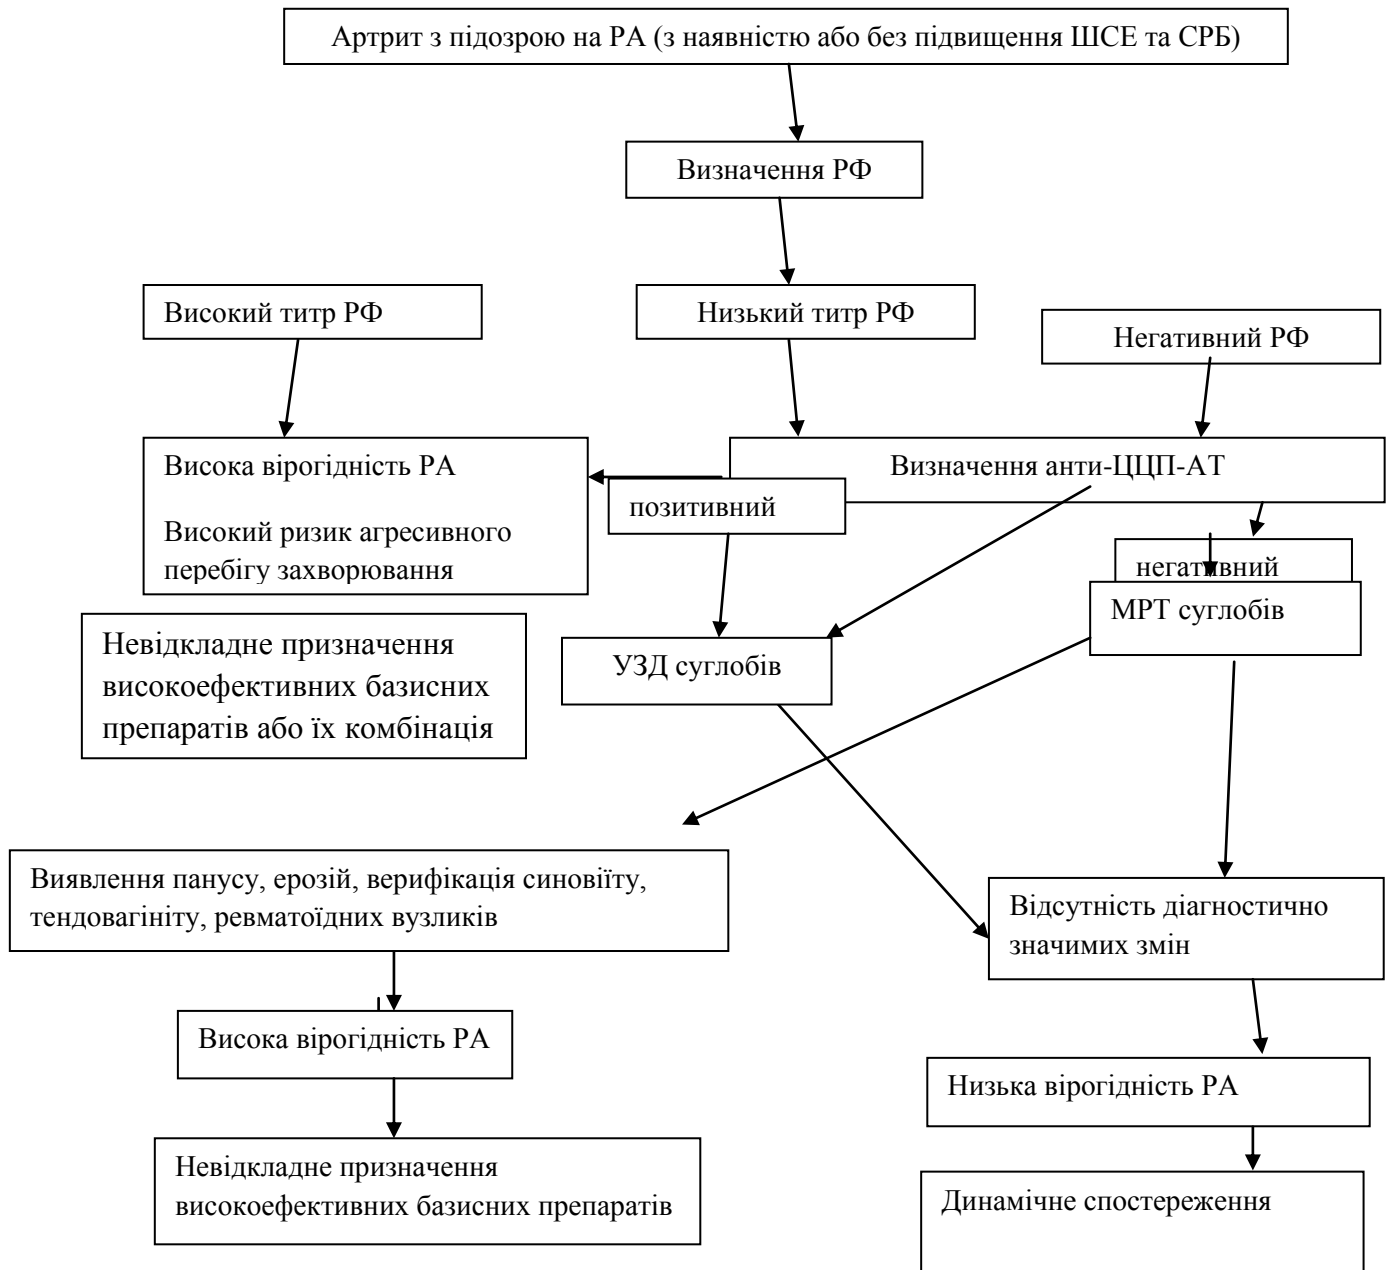 Артрит з підозрою на РА (з наявністю або без підвищення ШСЕ та СРБ)
Визначення РФ
Високий титр РФ
Низький титр РФ
Негативний РФ
Висока вірогідність РА
Високий ризик агресивного
перебігу захворювання
Визначення анти-ЦЦП-АТ
позитивний
негативний
МРТ суглобів
Невідкладне призначення
високоефективних базисних
препаратів або їх комбінація
УЗД суглобів
Виявлення панусу, ерозій, верифікація синовіїту,
тендовагініту, ревматоїдних вузликів
Відсутність діагностично
значимих змін
Висока вірогідність РА
Низька вірогідність РА
Невідкладне призначення
високоефективних базисних препаратів
Динамічне спостереження